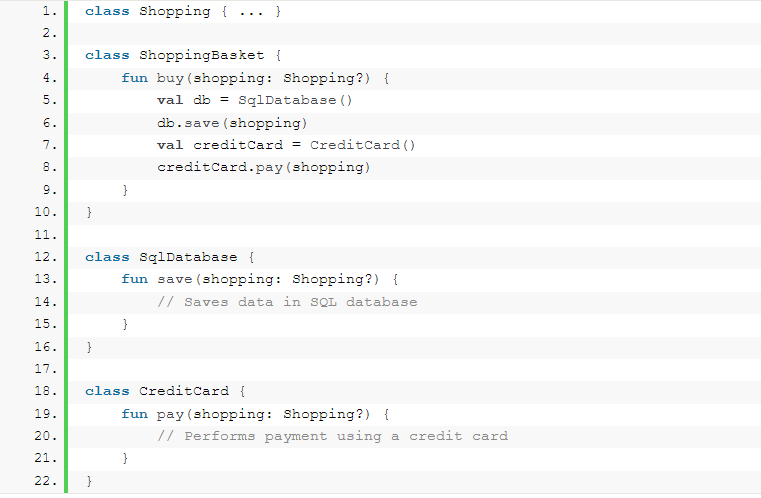 1. class Shopping { ... }
2.
3. class ShoppingBasket {
4.     fun buy(shopping: Shopping?) {
5.         val db = SqlDatabase()
6.         db.save(shopping)
7.         val creditCard = CreditCard()
8.         creditCard.pay(shopping)
9.     }
10. }
11.
12. class SqlDatabase {
13.     fun save(shopping: Shopping?) {
14.         // Saves data in SQL database
15.     }
16. }
17.
18. class CreditCard {
19.     fun pay(shopping: Shopping?) {
20.         // Performs payment using a credit card
21.     }
22. }